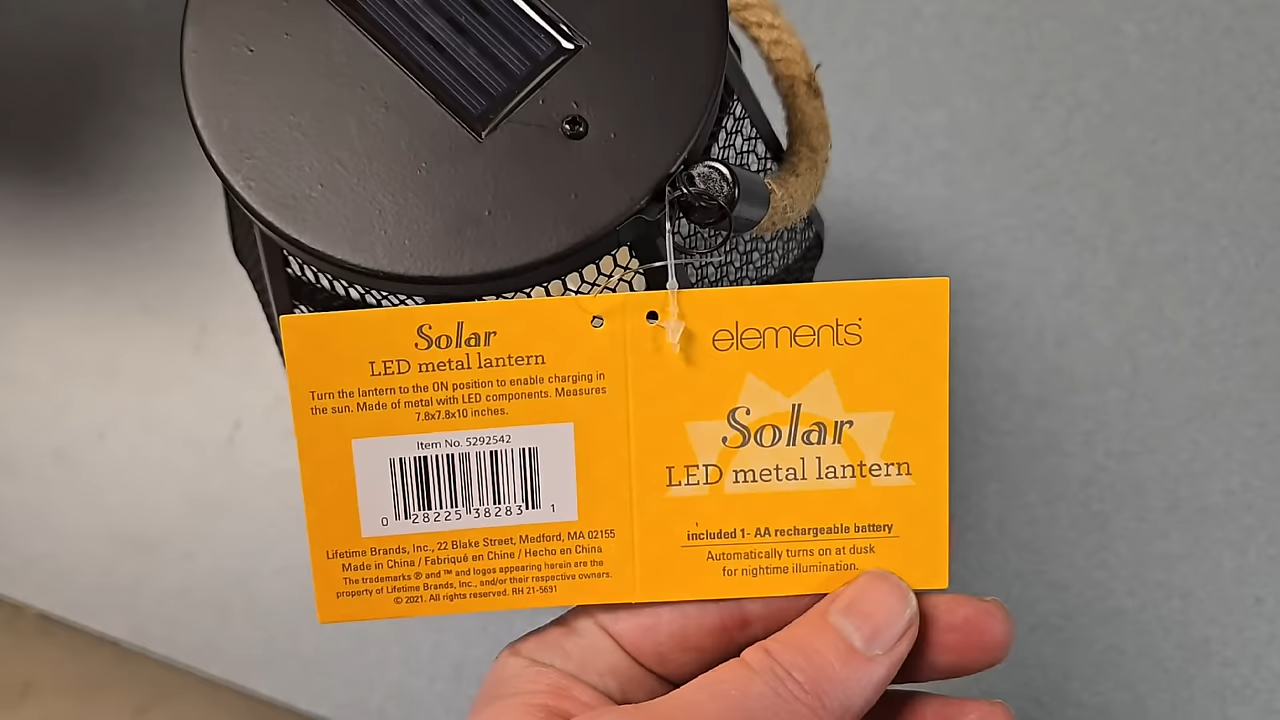 Solar
LED metal lantern
Turn the lantern to the ON position to enable charging in
the sun. Made of metal with LED components. Measures
7.8x7.8x10 inches.
Item No. 5292542
0 28225 38283 1
Lifetime Brands, Inc., 22 Blake Street, Medford, MA 02155
Made in China / Fabriqué en Chine / Hecho en China
The trademarks ® and ™ and logos appearing herein are the
property of Lifetime Brands, Inc., and/or their respective owners.
© 2021. All rights reserved. RH 21-5691
elements
Solar
LED metal lantern
included 1- AA rechargeable battery
Automatically turns on at dusk
for nightime illumination.